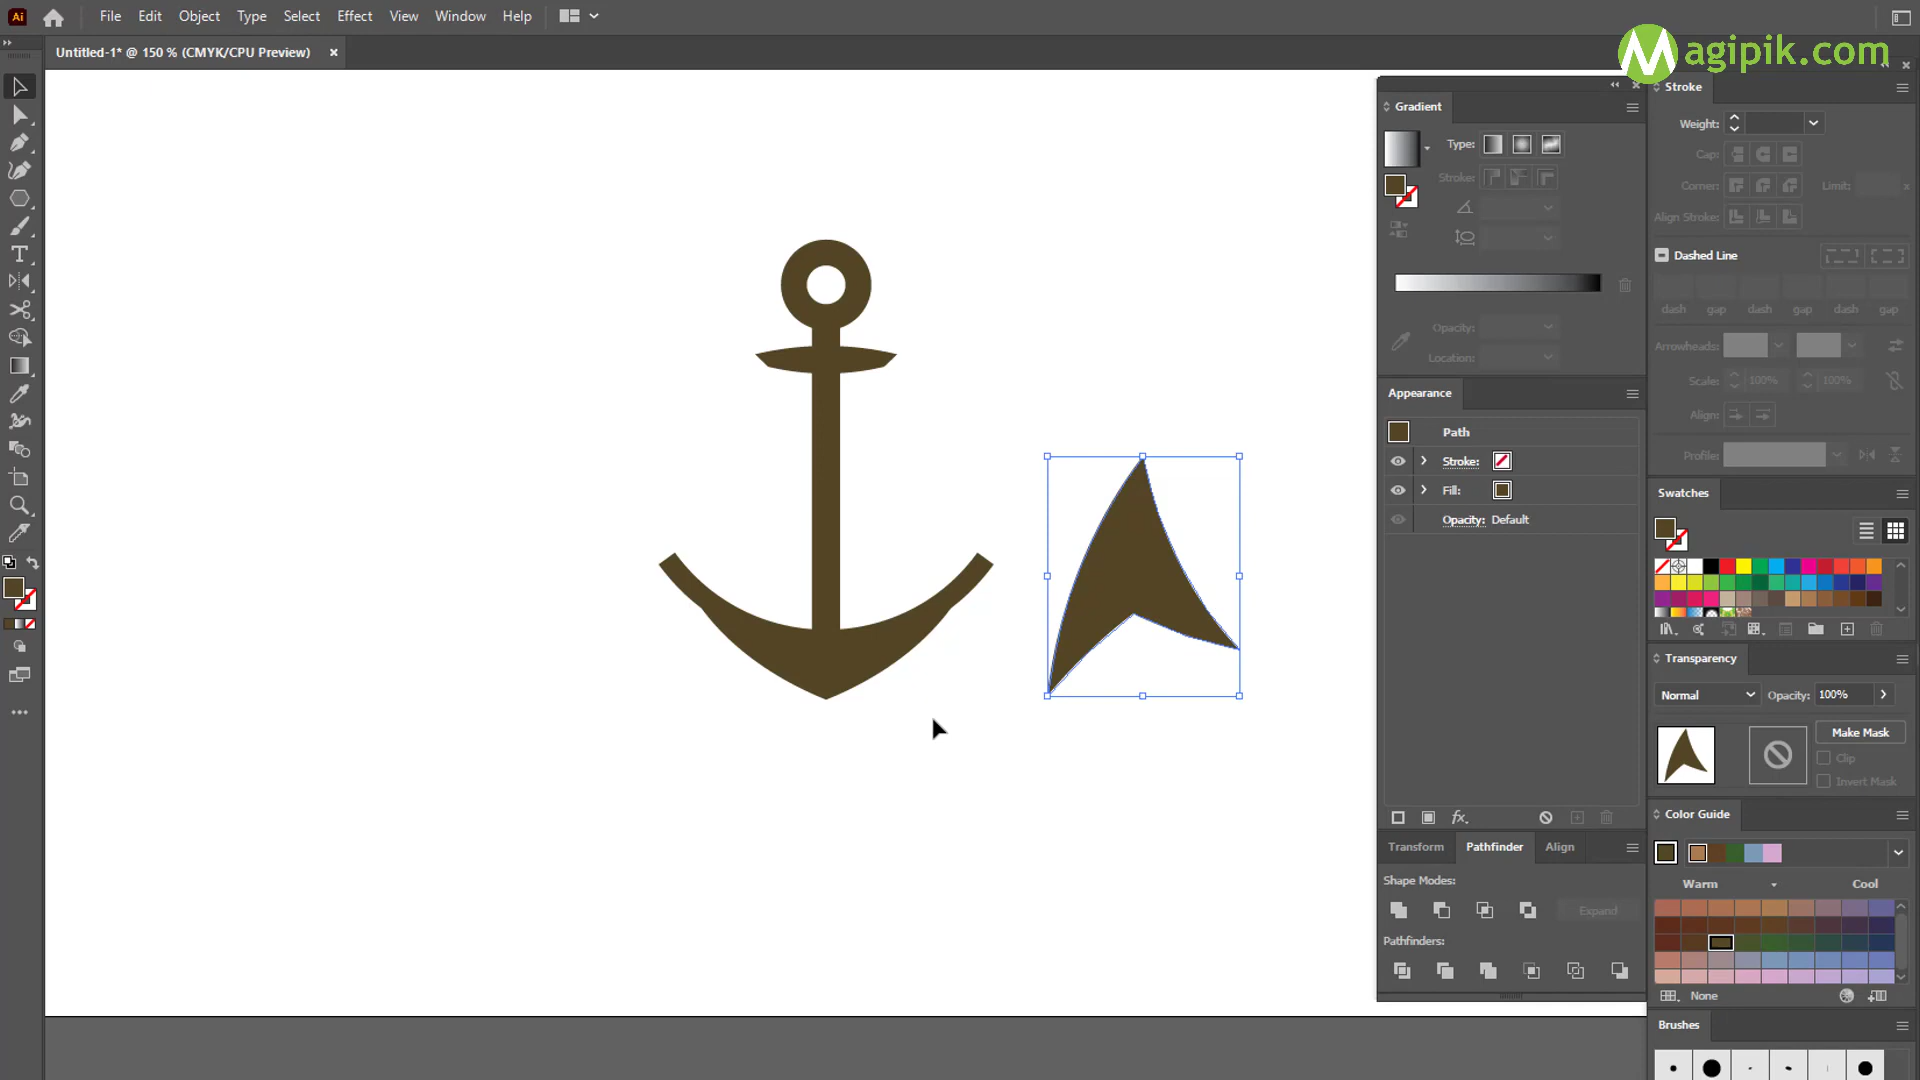 Ai File Edit Object Type Select Effect View Window Help
Untitled-1* @ 150 % (CMYK/CPU Preview)
Magipik.com
Gradient
Type:
Stroke:
Opacity:
Location:
Appearance
Path
Stroke:
Fill:
Opacity: Default
fx.
Transform Pathfinder Align
Shape Modes:
Expand
Pathfinders:
Stroke
Weight:
Cap:
Corner: Limit: x
Align Stroke:
Dashed Line
dash gap dash gap dash gap
Arrowheads:
Scale: 100% 100%
Align:
Profile:
Swatches
Transparency
Normal Opacity: 100%
Make Mask
Clip
Invert Mask
Color Guide
Warm Cool
None
Brushes